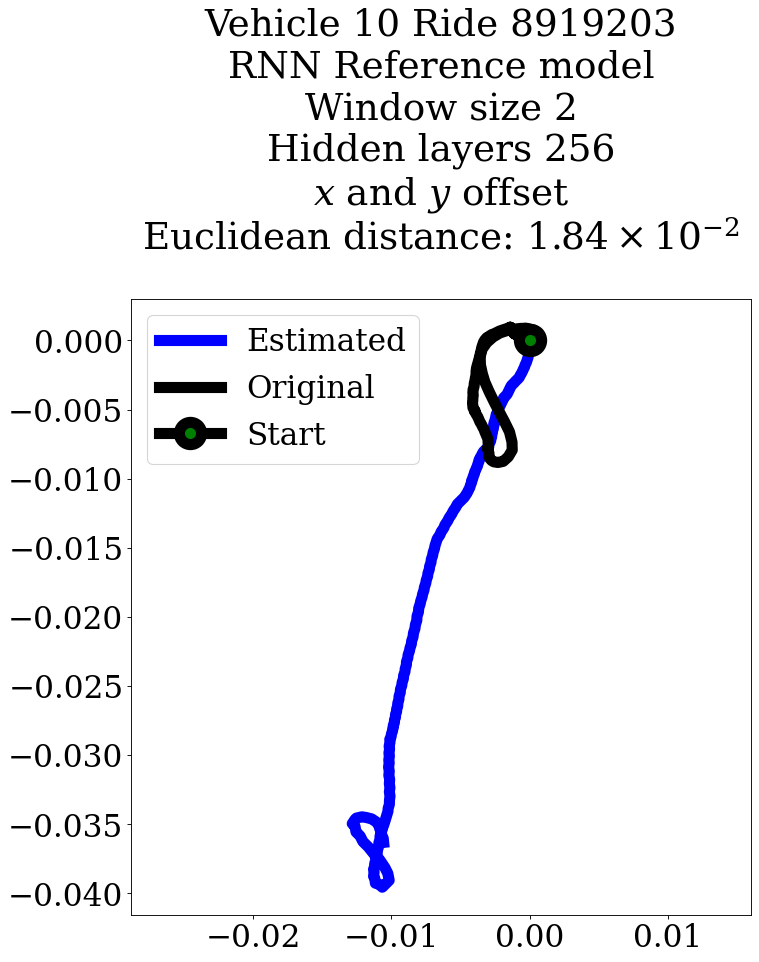 Vehicle 10 Ride 8919203
RNN Reference model
Window size 2
Hidden layers 256
x and y offset
Euclidean distance: 1.84 × 10⁻²
Estimated
Original
Start
0.000
−0.005
−0.010
−0.015
−0.020
−0.025
−0.030
−0.035
−0.040
−0.02 −0.01 0.00 0.01